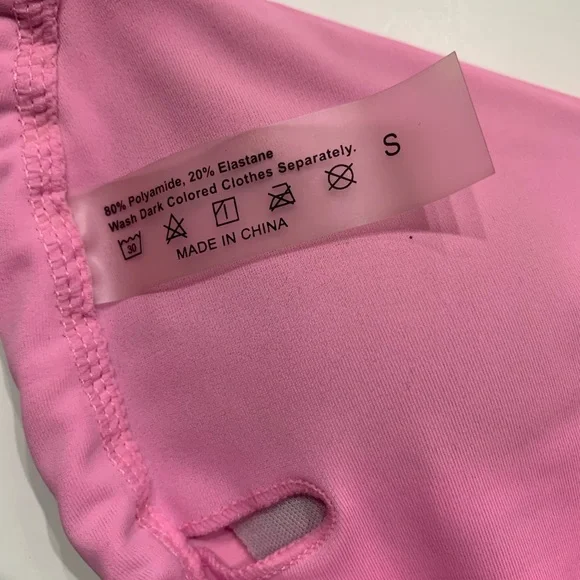 80% Polyamide, 20% Elastane
Wash Dark Colored Clothes Separately.
S
30
MADE IN CHINA